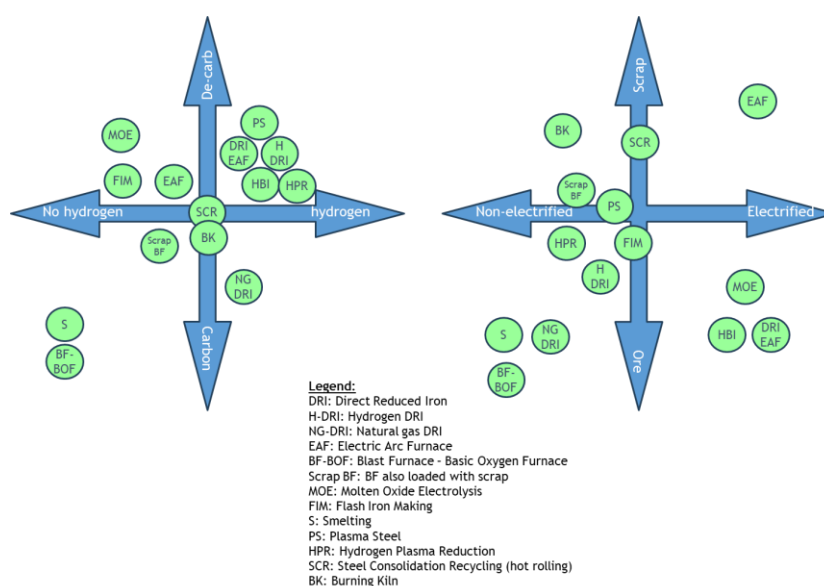 De-carb
PS
MOE
DRI
EAF
H
DRI
FIM
EAF
HBI
HPR
No hydrogen
SCR
hydrogen
BK
Scrap
BF
NG
DRI
S
Carbon
BF-
BOF
Scrap
EAF
BK
SCR
Scrap
BF
PS
Non-electrified
Electrified
HPR
FIM
H
DRI
MOE
S
NG
DRI
HBI
DRI
EAF
Ore
BF-
BOF
Legend:
DRI: Direct Reduced Iron
H-DRI: Hydrogen DRI
NG-DRI: Natural gas DRI
EAF: Electric Arc Furnace
BF-BOF: Blast Furnace - Basic Oxygen Furnace
Scrap BF: BF also loaded with scrap
MOE: Molten Oxide Electrolysis
FIM: Flash Iron Making
S: Smelting
PS: Plasma Steel
HPR: Hydrogen Plasma Reduction
SCR: Steel Consolidation Recycling (hot rolling)
BK: Burning Kiln